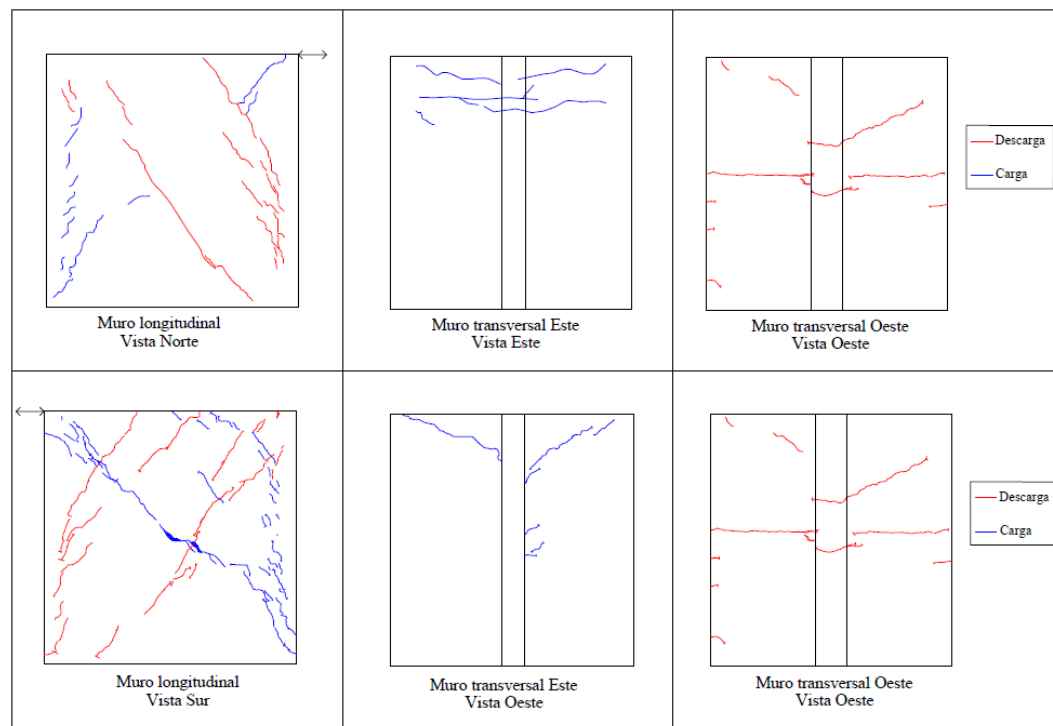 Muro longitudinal
Vista Norte
Muro transversal Este
Vista Este
Muro transversal Oeste
Vista Oeste
Descarga
Carga
Muro longitudinal
Vista Sur
Muro transversal Este
Vista Oeste
Muro transversal Oeste
Vista Oeste
Descarga
Carga